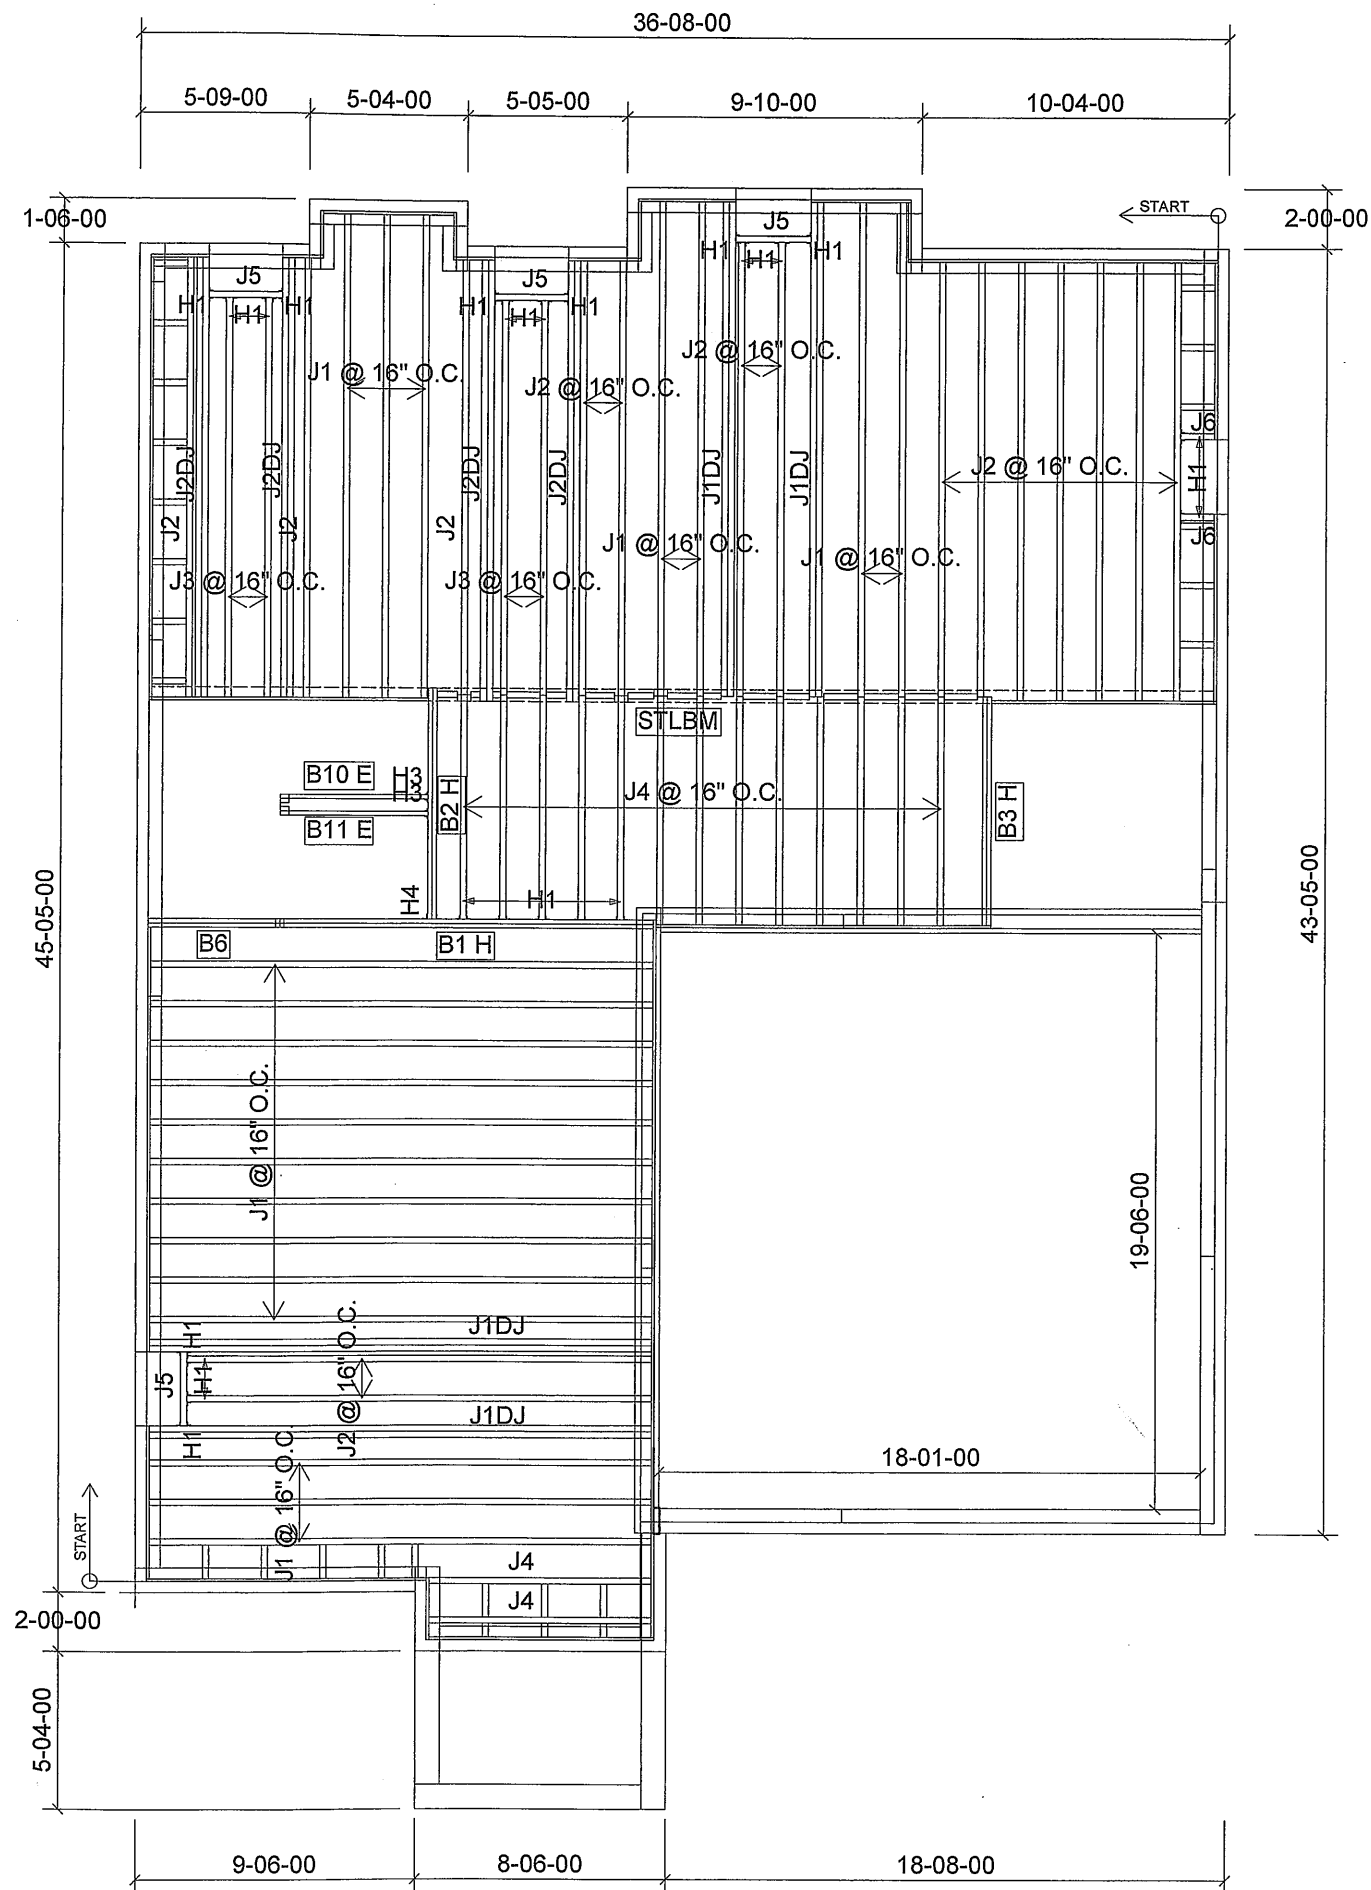 36-08-00
5-09-00
5-04-00
5-05-00
9-10-00
10-04-00
1-06-00
START
2-00-00
J5
J5
J5
H1
H1
H1
H1
H1
H1
H1
H1
H1
J1 @ 16" O.C.
J2 @ 16" O.C.
J2 @ 16" O.C.
J2DJ
J2DJ
J2DJ
J2DJ
J1DJ
J1DJ
J2 @ 16" O.C.
J6
H1
J6
J2
J2
J2
J1 @ 16" O.C.
J1 @ 16" O.C.
J3 @ 16" O.C.
J3 @ 16" O.C.
STLBM
B10 E
H3
H3
B11 E
B2 H
J4 @ 16" O.C.
B3 H
H4
H1
45-05-00
43-05-00
B6
B1 H
J1 @ 16" O.C.
19-06-00
J1DJ
H1
J5
H1
J2 @ 16" O.C.
J1DJ
H1
J1 @ 16" O.C.
18-01-00
START
J4
J4
2-00-00
5-04-00
9-06-00
8-06-00
18-08-00